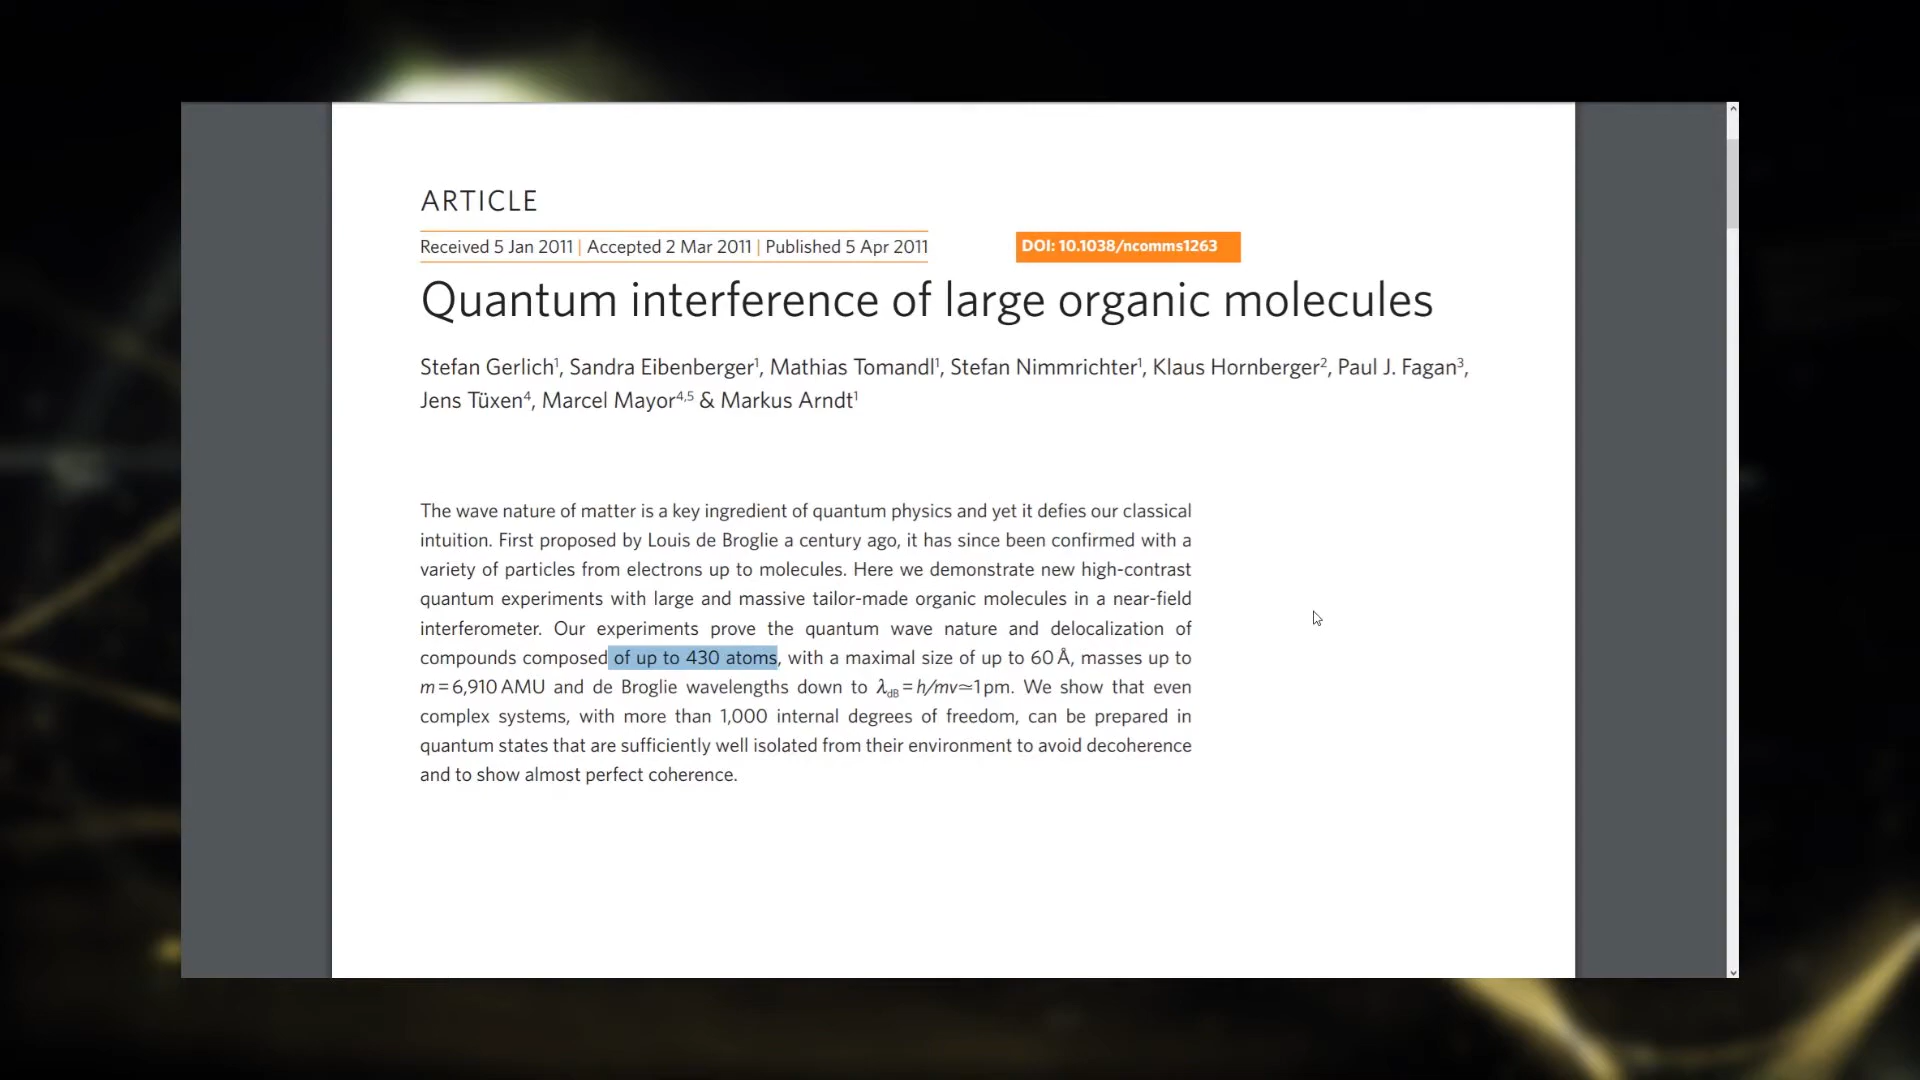 ARTICLE
Received 5 Jan 2011 | Accepted 2 Mar 2011 | Published 5 Apr 2011
DOI: 10.1038/ncomms1263
Quantum interference of large organic molecules
Stefan Gerlich¹, Sandra Eibenberger¹, Mathias Tomandl¹, Stefan Nimmrichter¹, Klaus Hornberger², Paul J. Fagan³,
Jens Tüxen⁴, Marcel Mayor⁴,⁵ & Markus Arndt¹
The wave nature of matter is a key ingredient of quantum physics and yet it defies our classical
intuition. First proposed by Louis de Broglie a century ago, it has since been confirmed with a
variety of particles from electrons up to molecules. Here we demonstrate new high-contrast
quantum experiments with large and massive tailor-made organic molecules in a near-field
interferometer. Our experiments prove the quantum wave nature and delocalization of
compounds composed of up to 430 atoms, with a maximal size of up to 60 Å, masses up to
m=6,910 AMU and de Broglie wavelengths down to λdB=h/mv≃1 pm. We show that even
complex systems, with more than 1,000 internal degrees of freedom, can be prepared in
quantum states that are sufficiently well isolated from their environment to avoid decoherence
and to show almost perfect coherence.